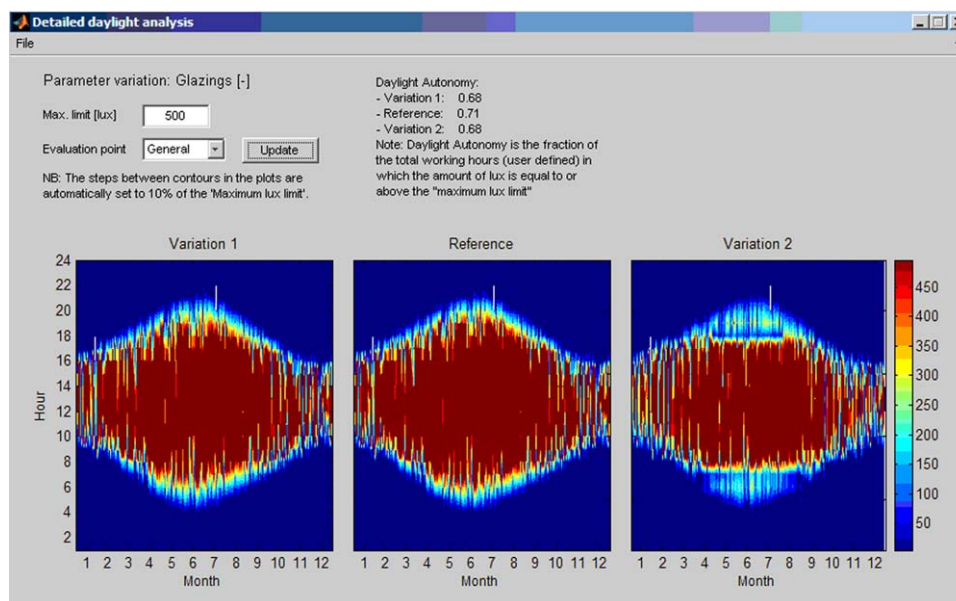 Detailed daylight analysis
File
Parameter variation: Glazings [-]
Max. limit [lux] 500
Evaluation point General Update
NB: The steps between contours in the plots are
automatically set to 10% of the 'Maximum lux limit'.
Daylight Autonomy:
- Variation 1: 0.68
- Reference: 0.71
- Variation 2: 0.68
Note: Daylight Autonomy is the fraction of
the total working hours (user defined) in
which the amount of lux is equal to or
above the "maximum lux limit"
Variation 1
Reference
Variation 2
24
22
20
18
16
14
12
10
8
6
4
2
Hour
1 2 3 4 5 6 7 8 9 10 11 12
Month
1 2 3 4 5 6 7 8 9 10 11 12
Month
1 2 3 4 5 6 7 8 9 10 11 12
Month
450
400
350
300
250
200
150
100
50